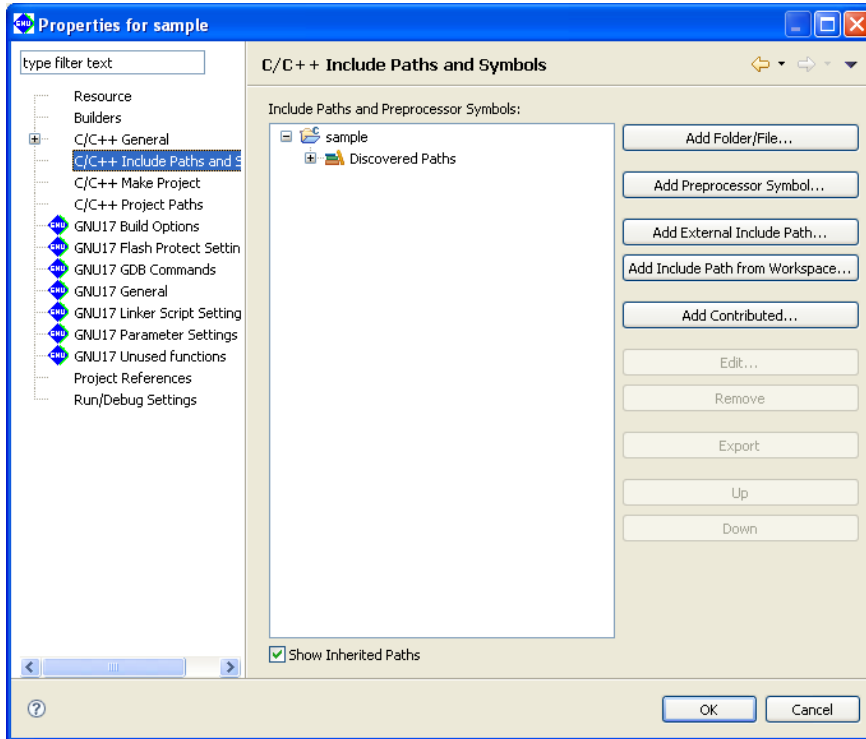 Properties for sample
type filter text
Resource
Builders
C/C++ General
C/C++ Include Paths and S
C/C++ Make Project
C/C++ Project Paths
GNU17 Build Options
GNU17 Flash Protect Settin
GNU17 GDB Commands
GNU17 General
GNU17 Linker Script Setting
GNU17 Parameter Settings
GNU17 Unused functions
Project References
Run/Debug Settings
C/C++ Include Paths and Symbols
Include Paths and Preprocessor Symbols:
sample
Discovered Paths
Add Folder/File...
Add Preprocessor Symbol...
Add External Include Path...
Add Include Path from Workspace...
Add Contributed...
Edit...
Remove
Export
Up
Down
Show Inherited Paths
OK
Cancel